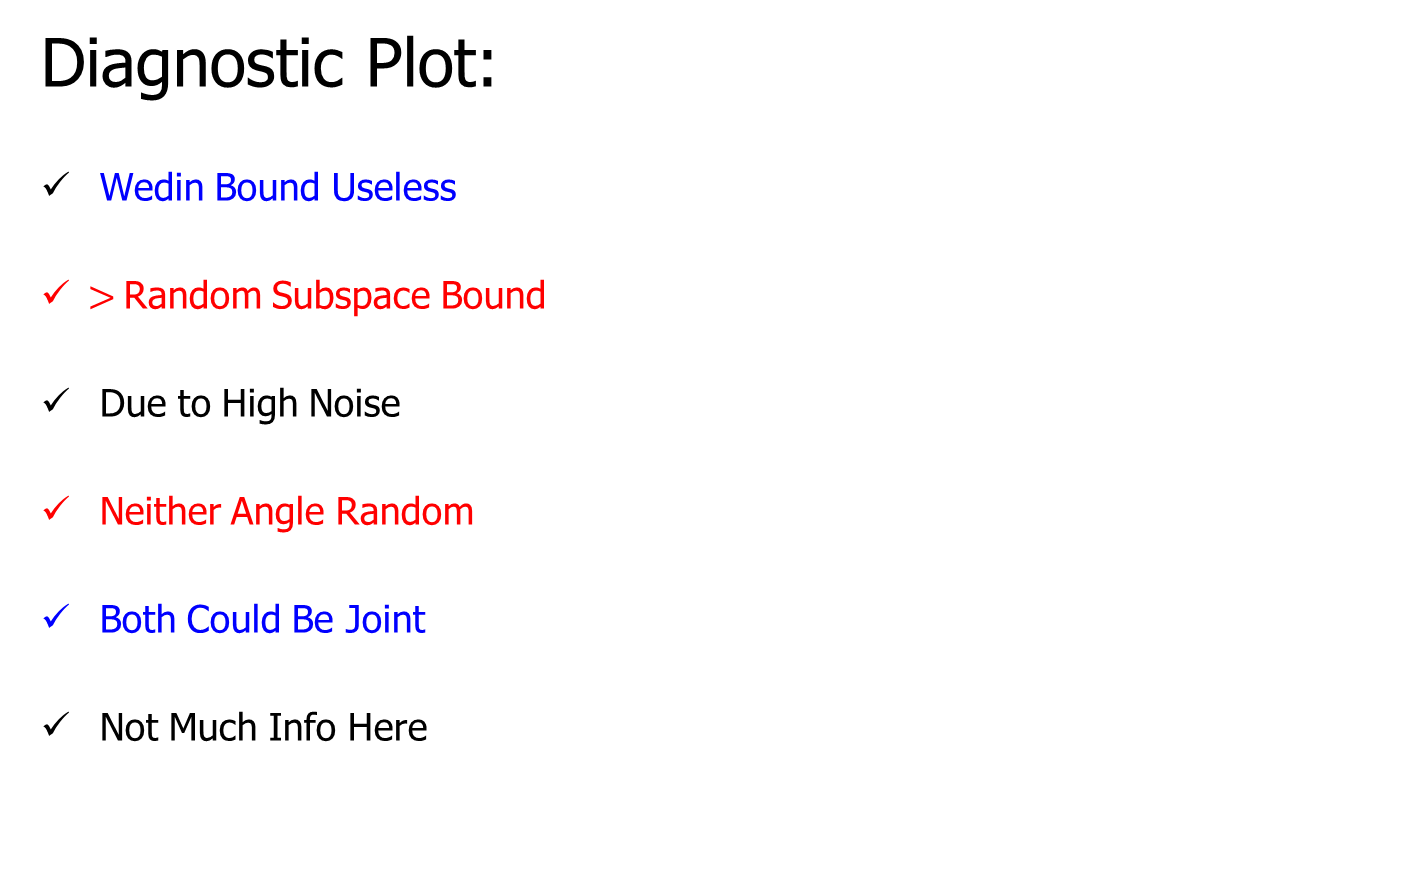 Diagnostic Plot:
✓ Wedin Bound Useless
✓ > Random Subspace Bound
✓ Due to High Noise
✓ Neither Angle Random
✓ Both Could Be Joint
✓ Not Much Info Here